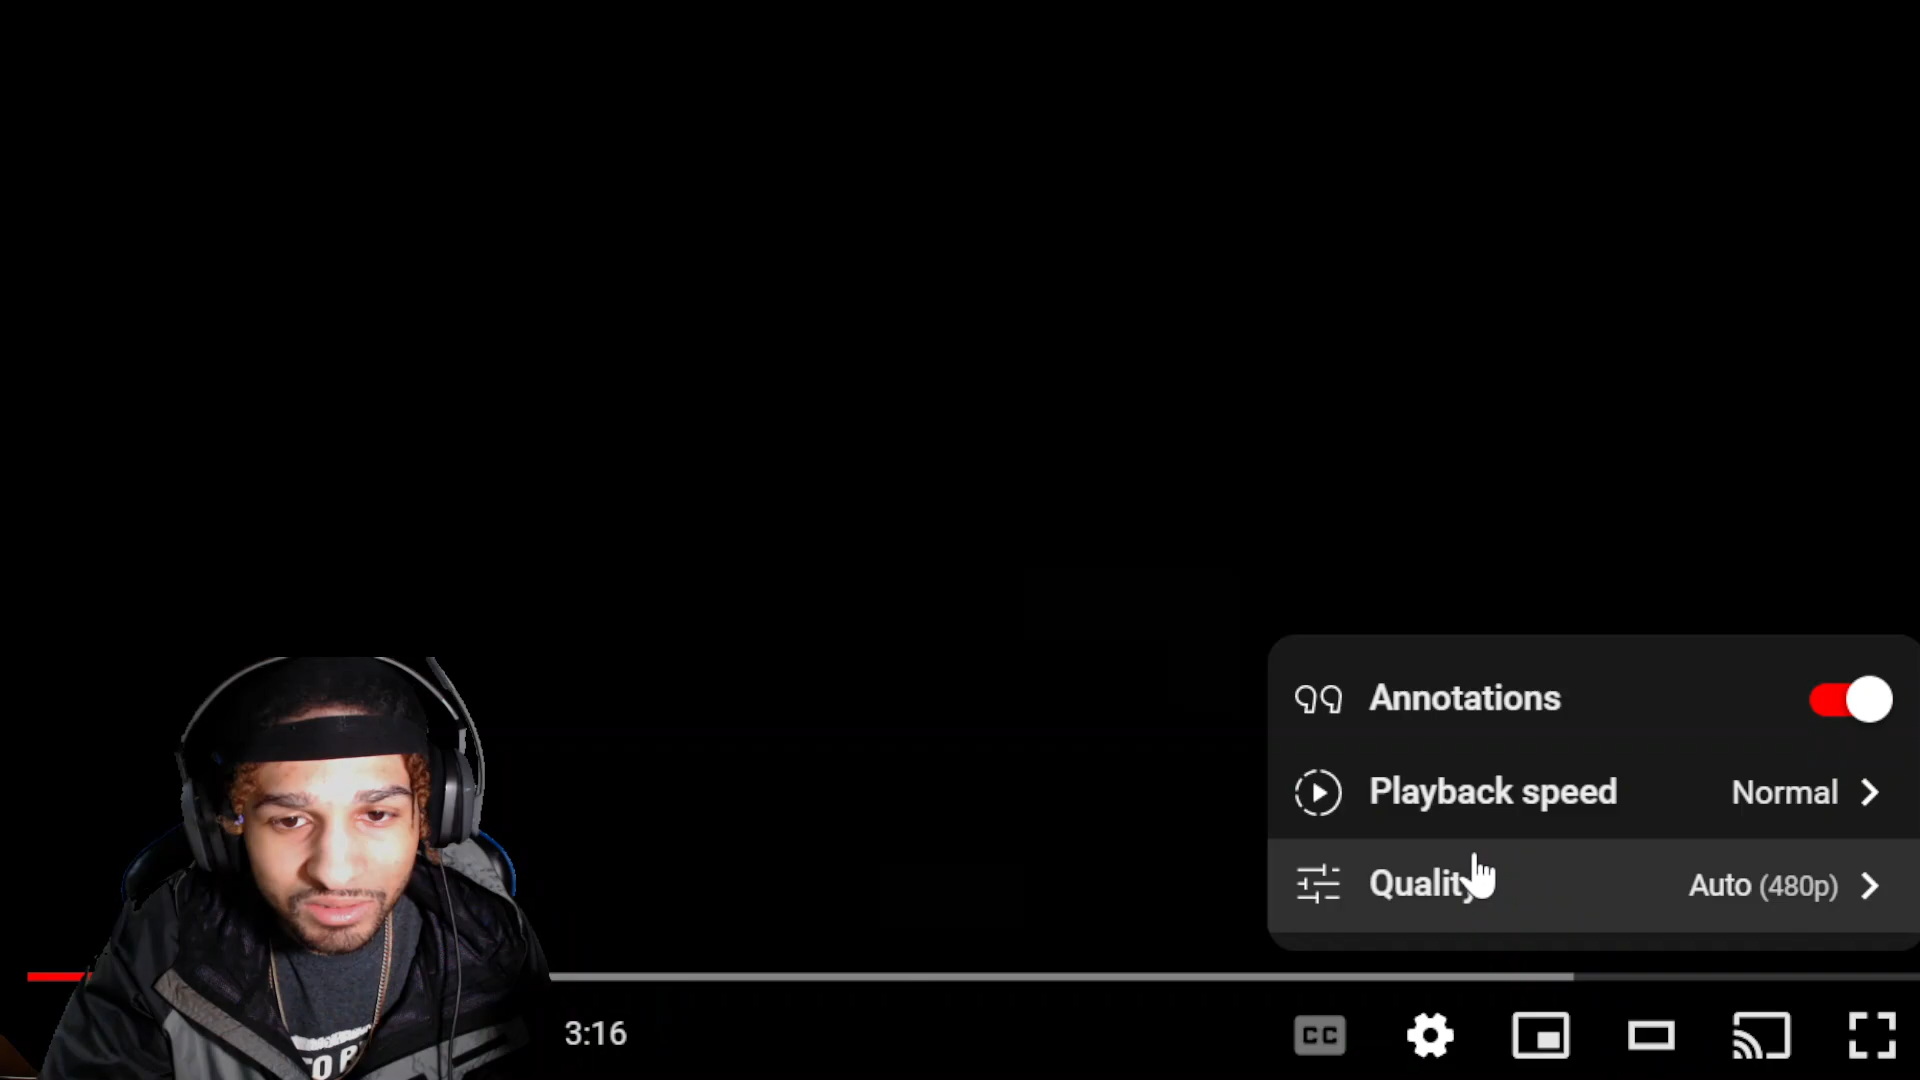 Annotations
Playback speed Normal
Quality Auto (480p)
3:16
CC